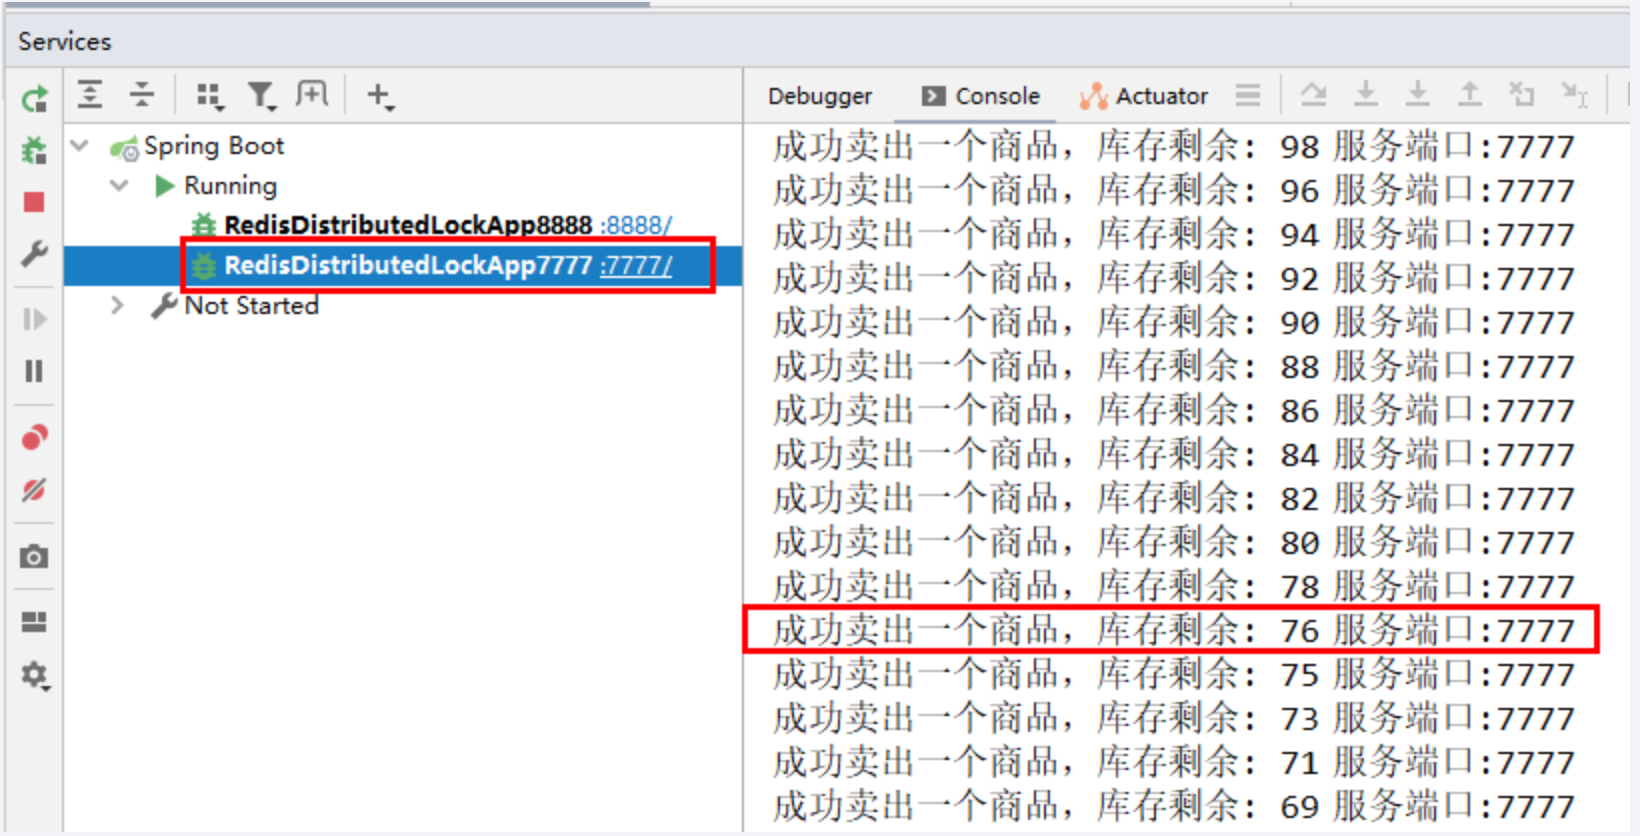 Services
Debugger Console Actuator
Spring Boot
Running
RedisDistributedLockApp8888 :8888/
RedisDistributedLockApp7777 :7777/
Not Started
成功卖出一个商品，库存剩余: 98 服务端口:7777
成功卖出一个商品，库存剩余: 96 服务端口:7777
成功卖出一个商品，库存剩余: 94 服务端口:7777
成功卖出一个商品，库存剩余: 92 服务端口:7777
成功卖出一个商品，库存剩余: 90 服务端口:7777
成功卖出一个商品，库存剩余: 88 服务端口:7777
成功卖出一个商品，库存剩余: 86 服务端口:7777
成功卖出一个商品，库存剩余: 84 服务端口:7777
成功卖出一个商品，库存剩余: 82 服务端口:7777
成功卖出一个商品，库存剩余: 80 服务端口:7777
成功卖出一个商品，库存剩余: 78 服务端口:7777
成功卖出一个商品，库存剩余: 76 服务端口:7777
成功卖出一个商品，库存剩余: 75 服务端口:7777
成功卖出一个商品，库存剩余: 73 服务端口:7777
成功卖出一个商品，库存剩余: 71 服务端口:7777
成功卖出一个商品，库存剩余: 69 服务端口:7777